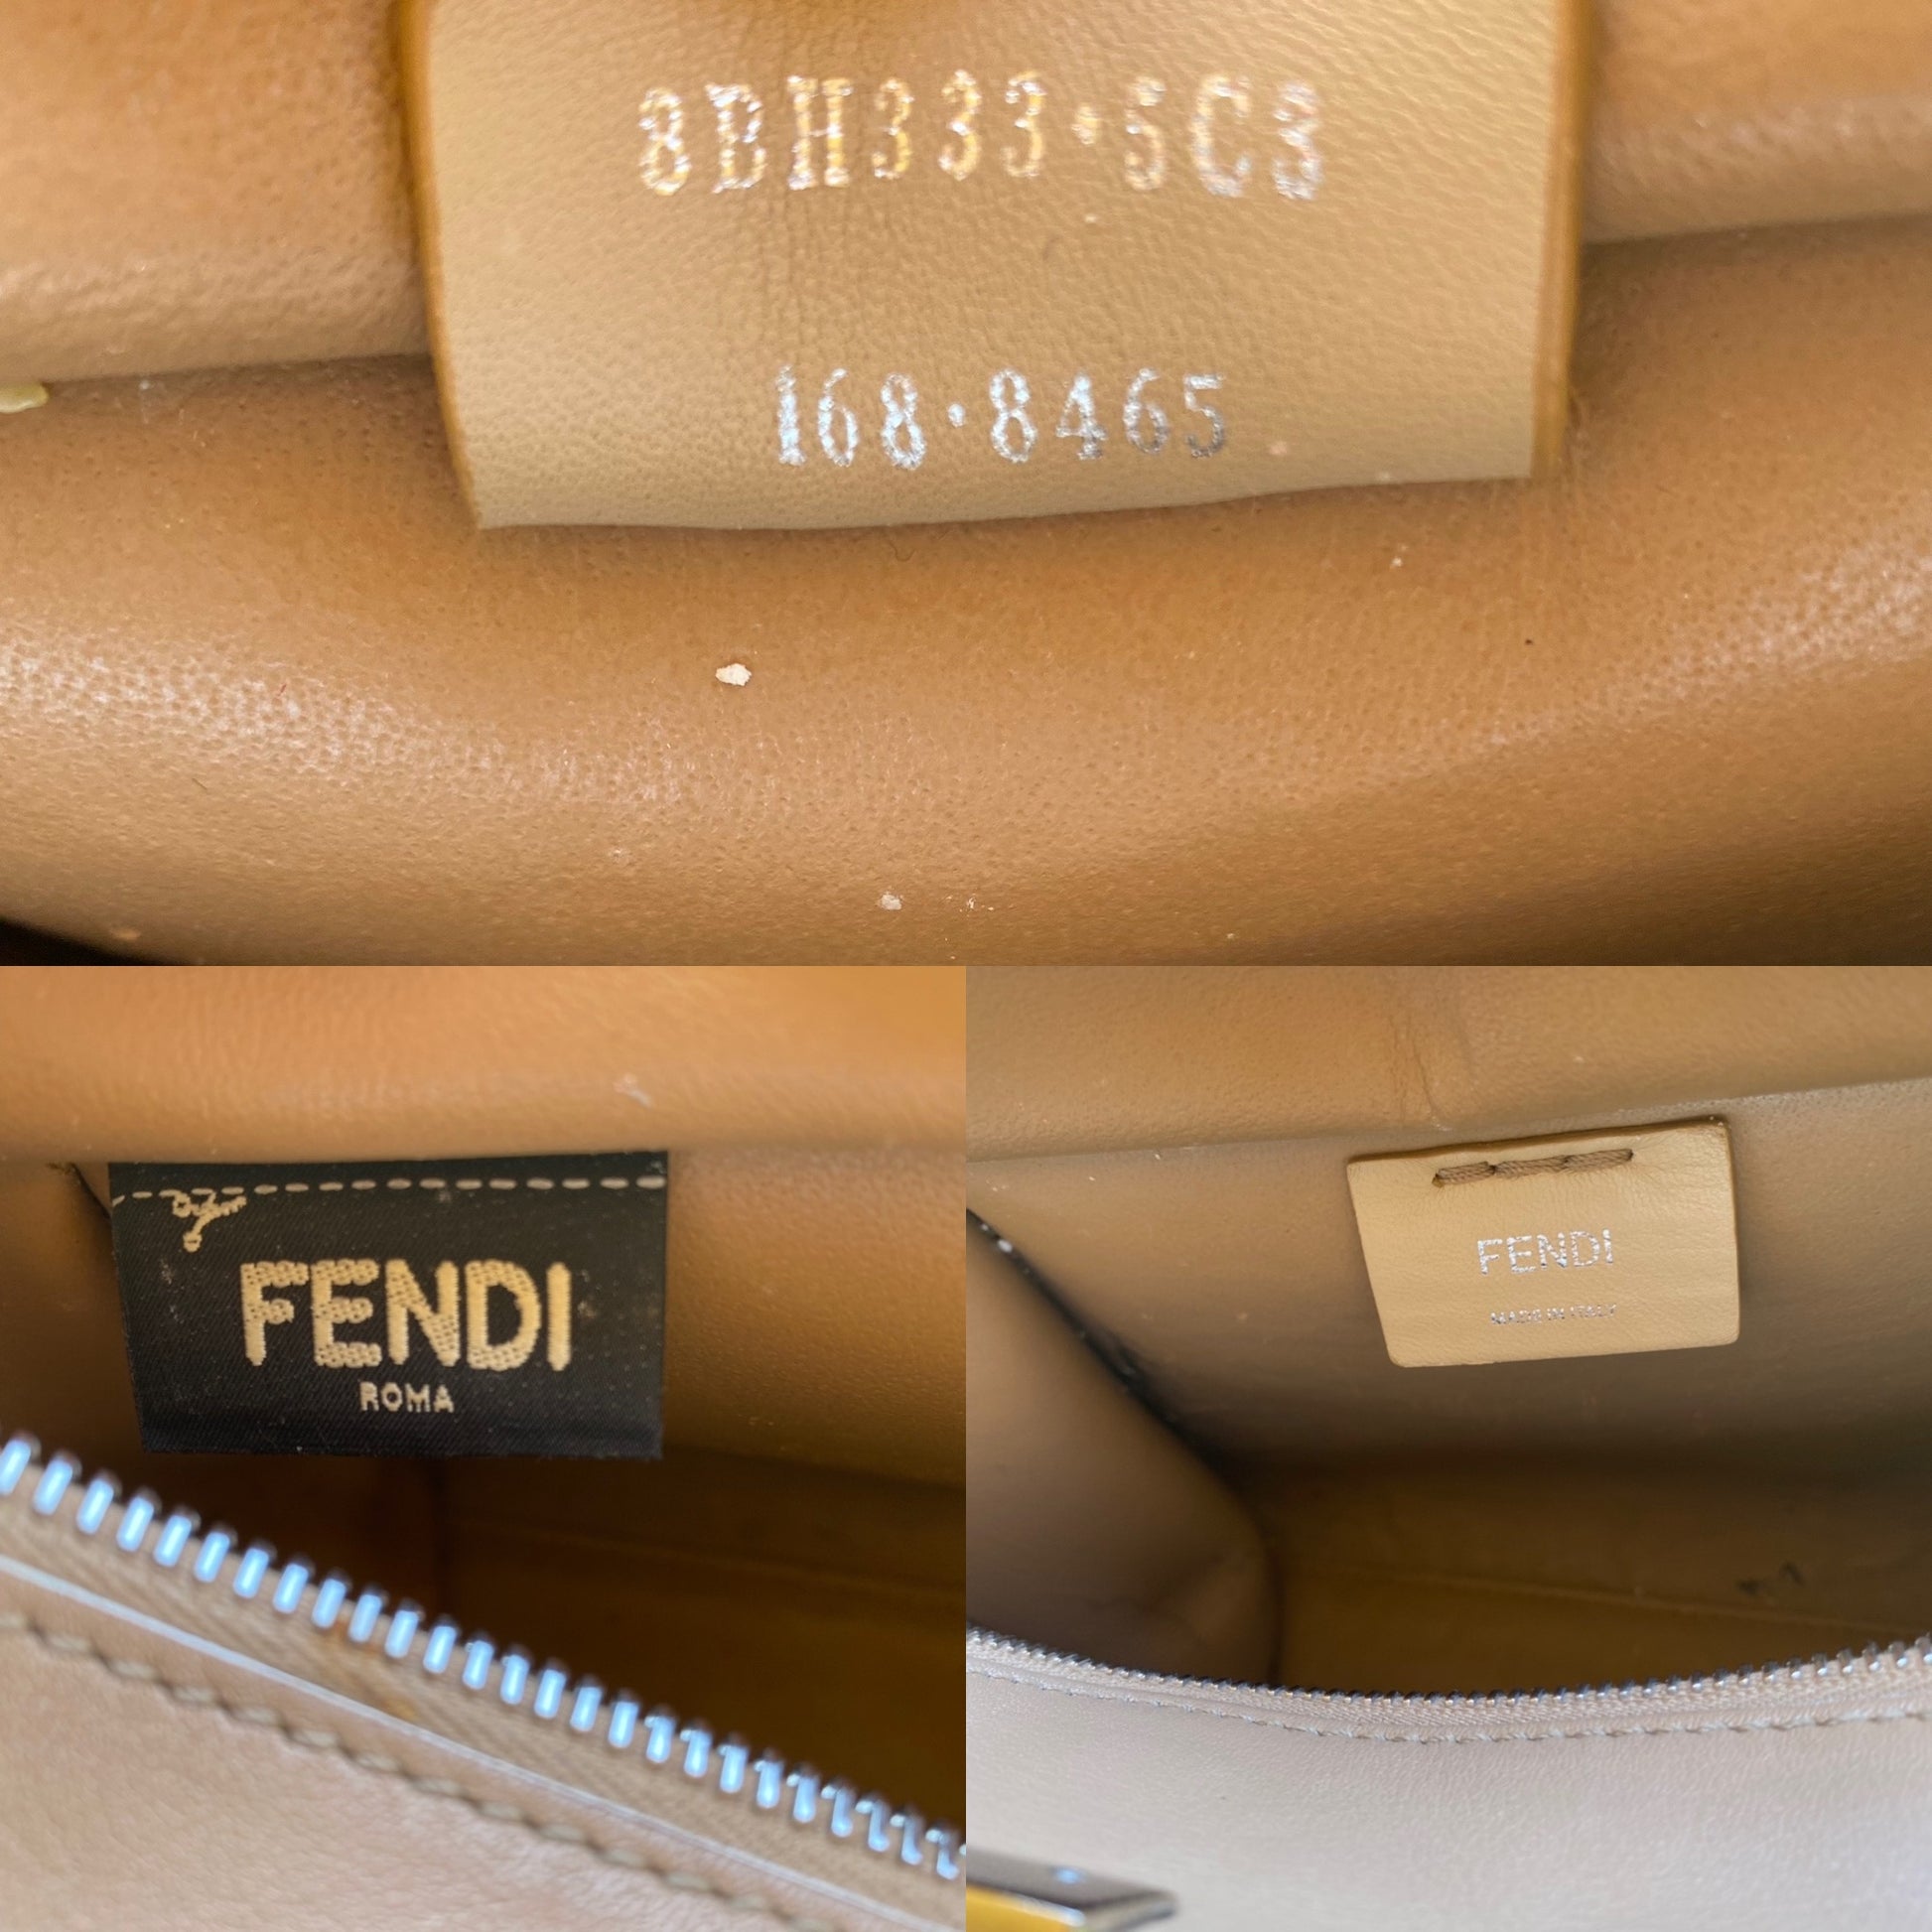 8BH333·5C3
168·8465
FENDI
ROMA
FENDI
MADE IN ITALY